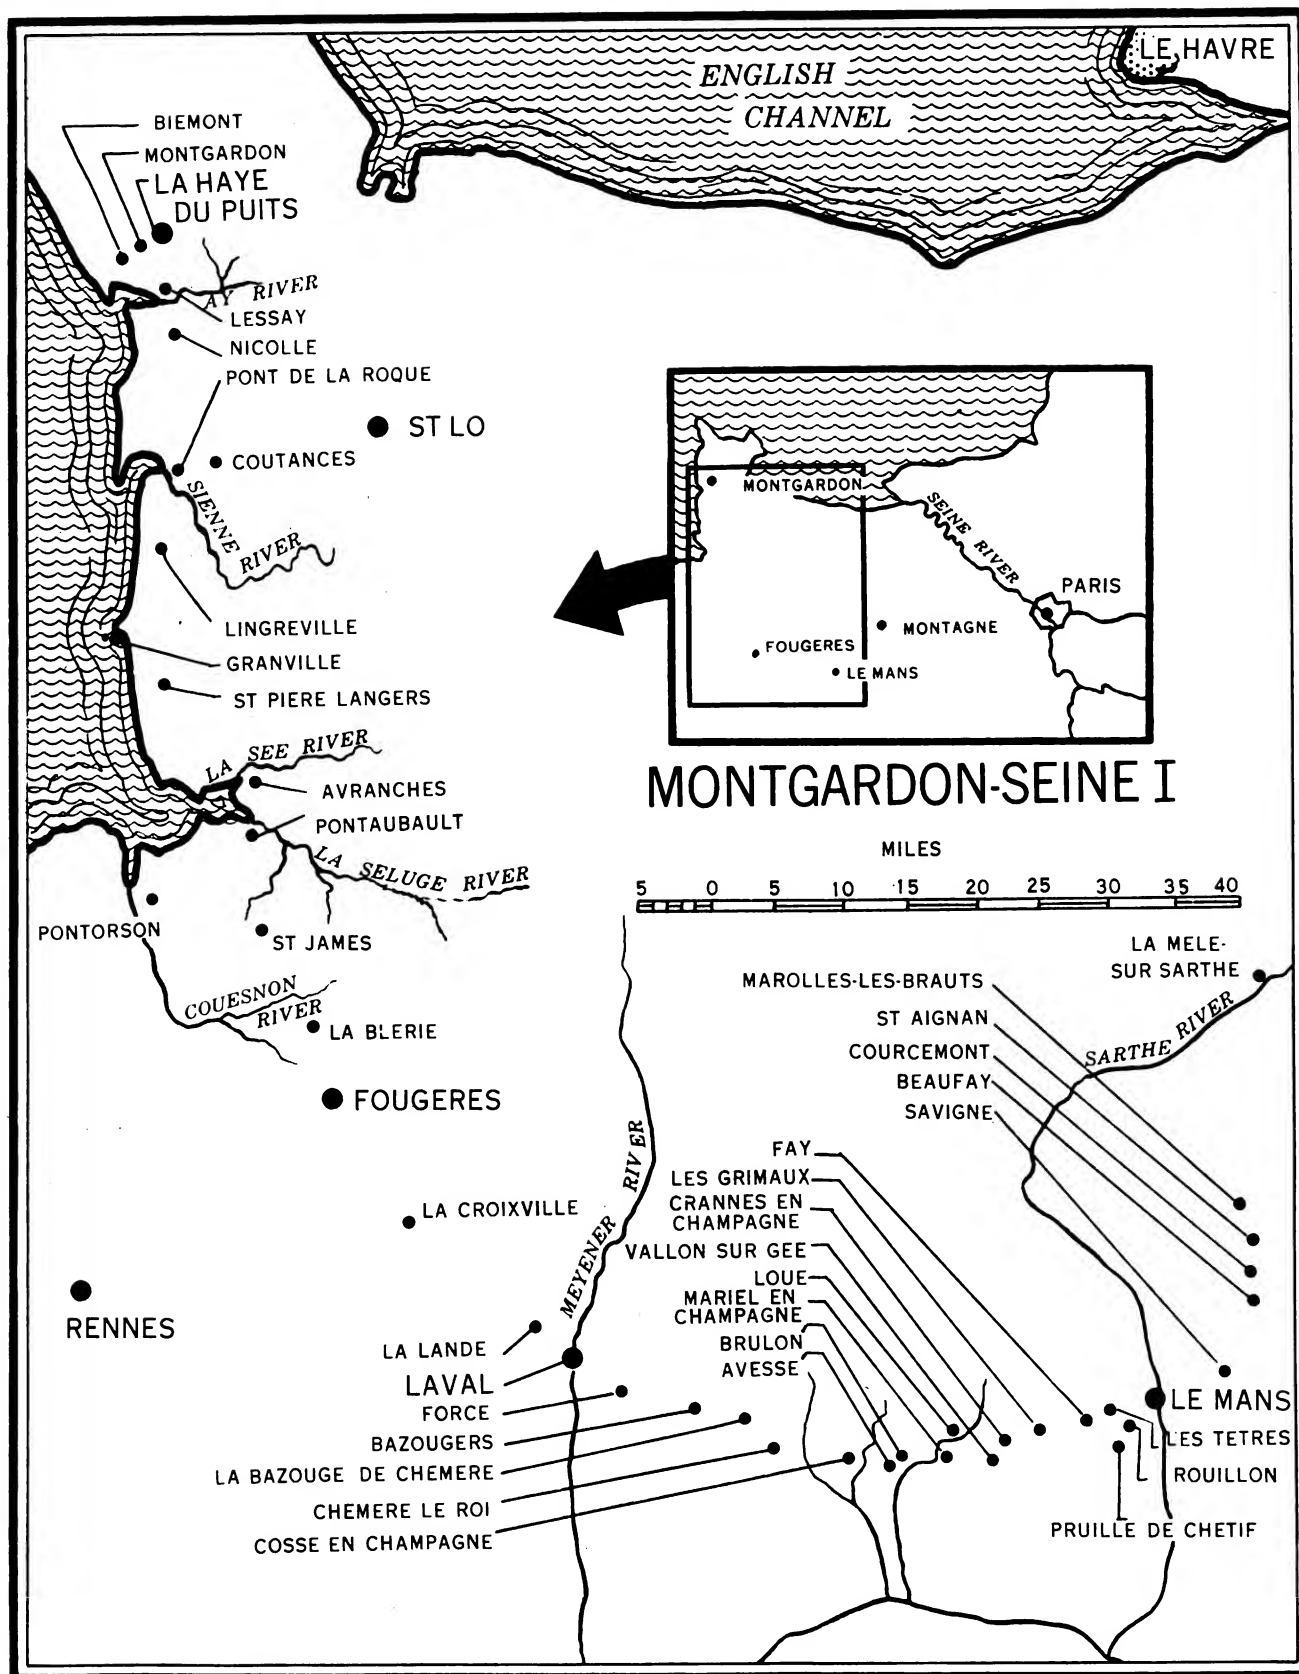 ENGLISH
CHANNEL
LE HAVRE
BIEMONT
MONTGARDON
LA HAYE
DU PUITS
AY RIVER
LESSAY
NICOLLE
PONT DE LA ROQUE
ST LO
COUTANCES
SIENNE
RIVER
LINGREVILLE
GRANVILLE
ST PIERE LANGERS
LA SEE RIVER
AVRANCHES
PONTAUBAULT
LA SELUGE RIVER
PONTORSON
ST JAMES
COUESNON
RIVER
LA BLERIE
FOUGERES
LA CROIXVILLE
RENNES
MONTGARDON
SEINE RIVER
PARIS
MONTAGNE
FOUGERES
LE MANS
MONTGARDON-SEINE I
MILES
5 0 5 10 15 20 25 30 35 40
LA MELE-
SUR SARTHE
MAROLLES-LES-BRAUTS
ST AIGNAN
COURCEMONT
BEAUFAY
SAVIGNE
SARTHE RIVER
MEYENER RIVER
FAY
LES GRIMAUX
CRANNES EN
CHAMPAGNE
VALLON SUR GEE
LOUE
MARIEL EN
CHAMPAGNE
BRULON
AVESSE
LA LANDE
LAVAL
FORCE
BAZOUGERS
LA BAZOUGE DE CHEMERE
CHEMERE LE ROI
COSSE EN CHAMPAGNE
LE MANS
LES TETRES
ROUILLON
PRUILLE DE CHETIF